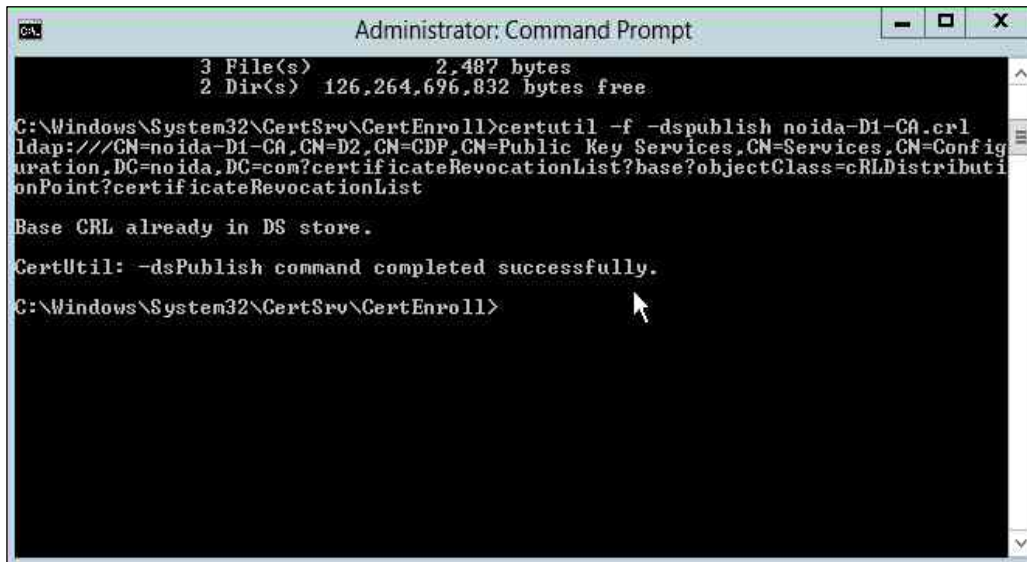 Administrator: Command Prompt
3 File(s) 2,487 bytes
2 Dir(s) 126,264,696,832 bytes free
C:\Windows\System32\CertSrv\CertEnroll>certutil -f -dspublish noida-D1-CA.crl
ldap:///CN=noida-D1-CA,CN=D2,CN=CDP,CN=Public Key Services,CN=Services,CN=Config
uration,DC=noida,DC=com?certificateRevocationList?base?objectClass=cRLDistributi
onPoint?certificateRevocationList
Base CRL already in DS store.
CertUtil: -dsPublish command completed successfully.
C:\Windows\System32\CertSrv\CertEnroll>